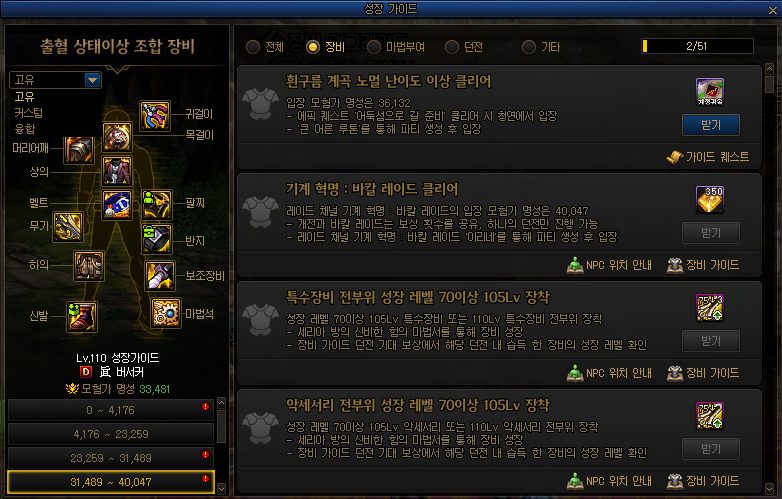 성장 가이드
출혈 상태이상 조합 장비
고유
고유
커스텀
융합
귀걸이
목걸이
머리어깨
상의
벨트
팔찌
무기
반지
하의
보조장비
신발
마법석
Lv.110 성장가이드
D 버서커
모험가 명성 33,481
0 ~ 4,176
4,176 ~ 23,259
23,259 ~ 31,489
31,489 ~ 40,047
전체
장비
마법부여
던전
기타
2/51
흰구름 계곡 노멀 난이도 이상 클리어
입장 모험가 명성은 36,132
- 에픽 퀘스트 '어둑섬으로 갈 준비' 클리어 시 청연에서 입장
- '큰 어른 루톤'를 통해 파티 생성 후 입장
계정귀속
받기
가이드 퀘스트
기계 혁명 : 바칼 레이드 클리어
레이드 채널 기계 혁명 : 바칼 레이드의 입장 모험가 명성은 40,047
- 개전과 바칼 레이드는 보상 횟수를 공유, 하나의 던전만 진행 가능
- 레이드 채널 기계 혁명 : 바칼 레이드 '이리네'를 통해 파티 생성 후 입장
350
받기
NPC 위치 안내
장비 가이드
특수장비 전부위 성장 레벨 70이상 105Lv 장착
성장 레벨 70이상 105Lv 특수장비 또는 110Lv 특수장비 전부위 장착
- 세리아 방의 신비한 힘의 마법서를 통해 장비 성장
- 장비 가이드 던전 기대 보상에서 해당 던전 내 습득 한 장비의 성장 레벨 확인
받기
NPC 위치 안내
장비 가이드
악세서리 전부위 성장 레벨 70이상 105Lv 장착
성장 레벨 70이상 105Lv 악세서리 또는 110Lv 악세서리 전부위 장착
- 세리아 방의 신비한 힘의 마법서를 통해 장비 성장
- 장비 가이드 던전 기대 보상에서 해당 던전 내 습득 한 장비의 성장 레벨 확인
받기
NPC 위치 안내
장비 가이드